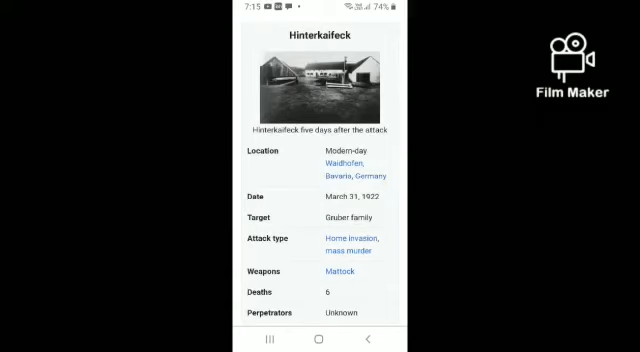 7:15
74%
Hinterkaifeck
Hinterkaifeck five days after the attack
Location Modern-day
Waidhofen,
Bavaria, Germany
Date March 31, 1922
Target Gruber family
Attack type Home invasion,
mass murder
Weapons Mattock
Deaths 6
Perpetrators Unknown
Film Maker